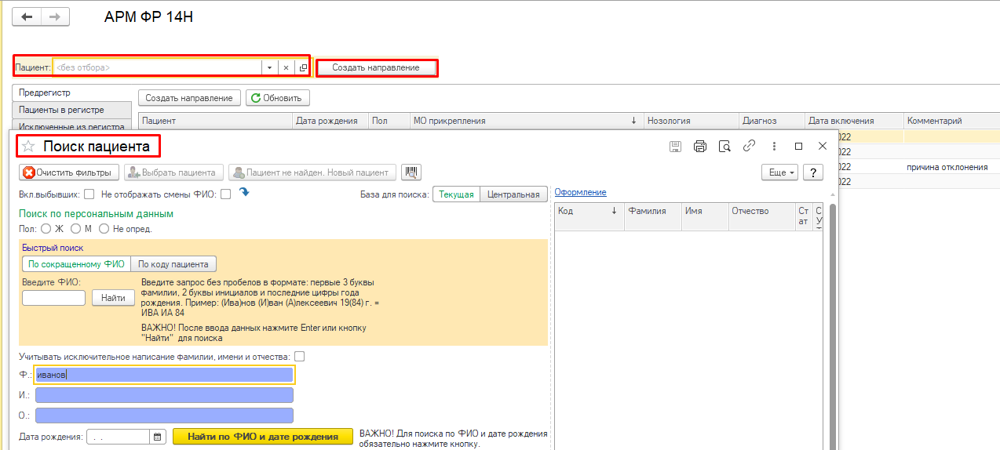 АРМ ФР 14Н
Пациент: <без отбора>
Создать направление
Предрегистр
Пациенты в регистре
Исключенные из регистра
Создать направление
Обновить
Пациент Дата рождения Пол МО прикрепления Нозология Диагноз Дата включения Комментарий
022
022
022 причина отклонения
022
Поиск пациента
Очистить фильтры Выбрать пациента Пациент не найден. Новый пациент Еще ?
Вкл.выбывших: Не отображать смены ФИО: База для поиска: Текущая Центральная Оформление
Код Фамилия Имя Отчество Ст С
ат У
Поиск по персональным данным
Пол: Ж М Не опред.
Быстрый поиск
По сокращенному ФИО По коду пациента
Введите ФИО:
Найти
Введите запрос без пробелов в формате: первые 3 буквы
фамилии, 2 буквы инициалов и последние цифры года
рождения. Пример: (Ива)нов (И)ван (А)лексеевич 19(84) г. =
ИВА ИА 84
ВАЖНО! После ввода данных нажмите Enter или кнопку
"Найти" для поиска
Учитывать исключительное написание фамилии, имени и отчества:
Ф.: иванов
И.:
О.:
Дата рождения: . . Найти по ФИО и дате рождения
ВАЖНО! Для поиска по ФИО и дате рождения
обязательно нажмите кнопку.